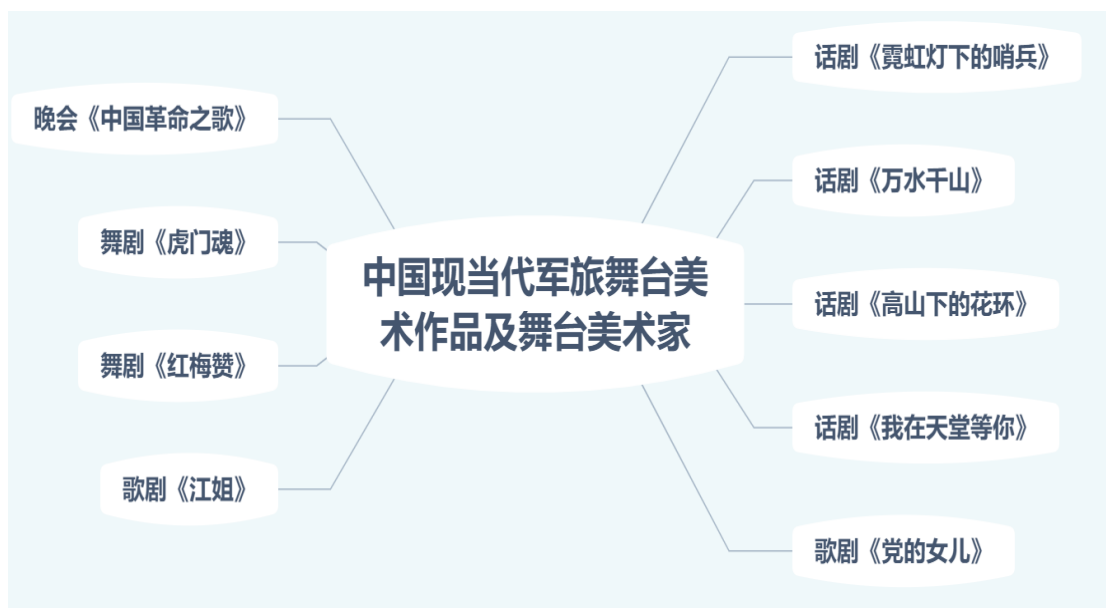 中国现当代军旅舞台美
术作品及舞台美术家
话剧《霓虹灯下的哨兵》
话剧《万水千山》
话剧《高山下的花环》
话剧《我在天堂等你》
歌剧《党的女儿》
晚会《中国革命之歌》
舞剧《虎门魂》
舞剧《红梅赞》
歌剧《江姐》